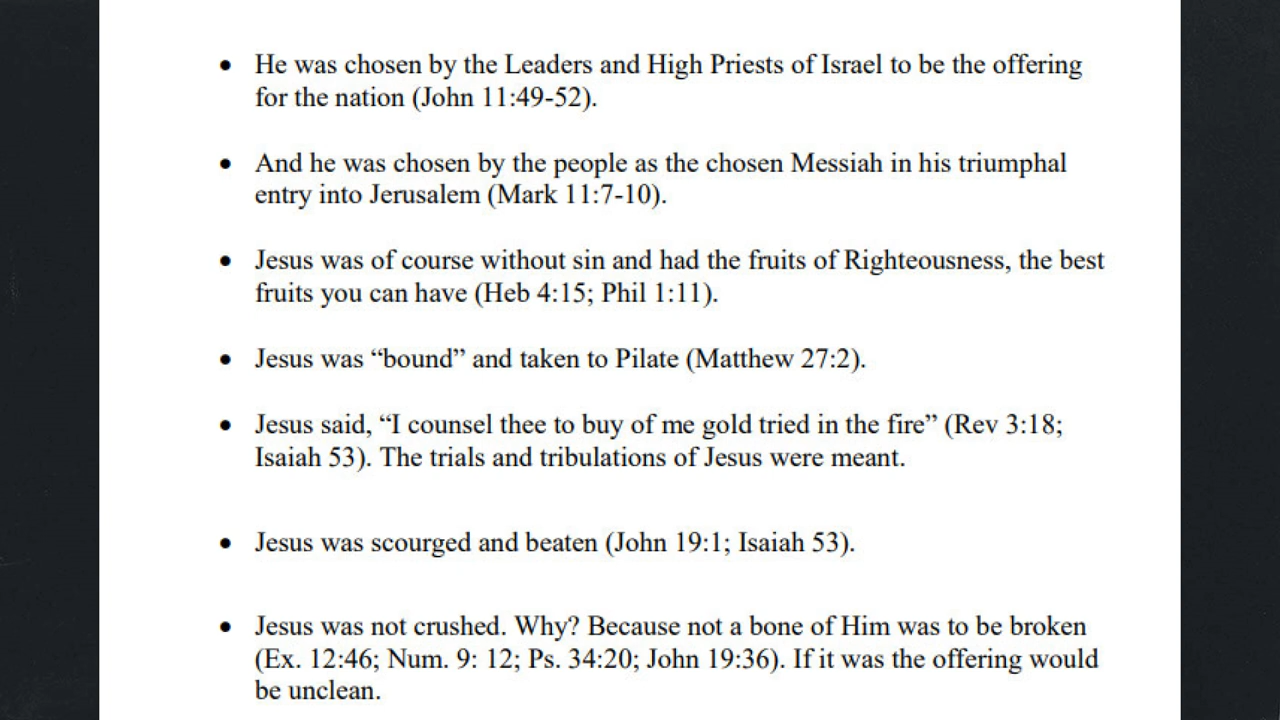 • He was chosen by the Leaders and High Priests of Israel to be the offering
for the nation (John 11:49-52).
• And he was chosen by the people as the chosen Messiah in his triumphal
entry into Jerusalem (Mark 11:7-10).
• Jesus was of course without sin and had the fruits of Righteousness, the best
fruits you can have (Heb 4:15; Phil 1:11).
• Jesus was “bound” and taken to Pilate (Matthew 27:2).
• Jesus said, “I counsel thee to buy of me gold tried in the fire” (Rev 3:18;
Isaiah 53). The trials and tribulations of Jesus were meant.
• Jesus was scourged and beaten (John 19:1; Isaiah 53).
• Jesus was not crushed. Why? Because not a bone of Him was to be broken
(Ex. 12:46; Num. 9: 12; Ps. 34:20; John 19:36). If it was the offering would
be unclean.